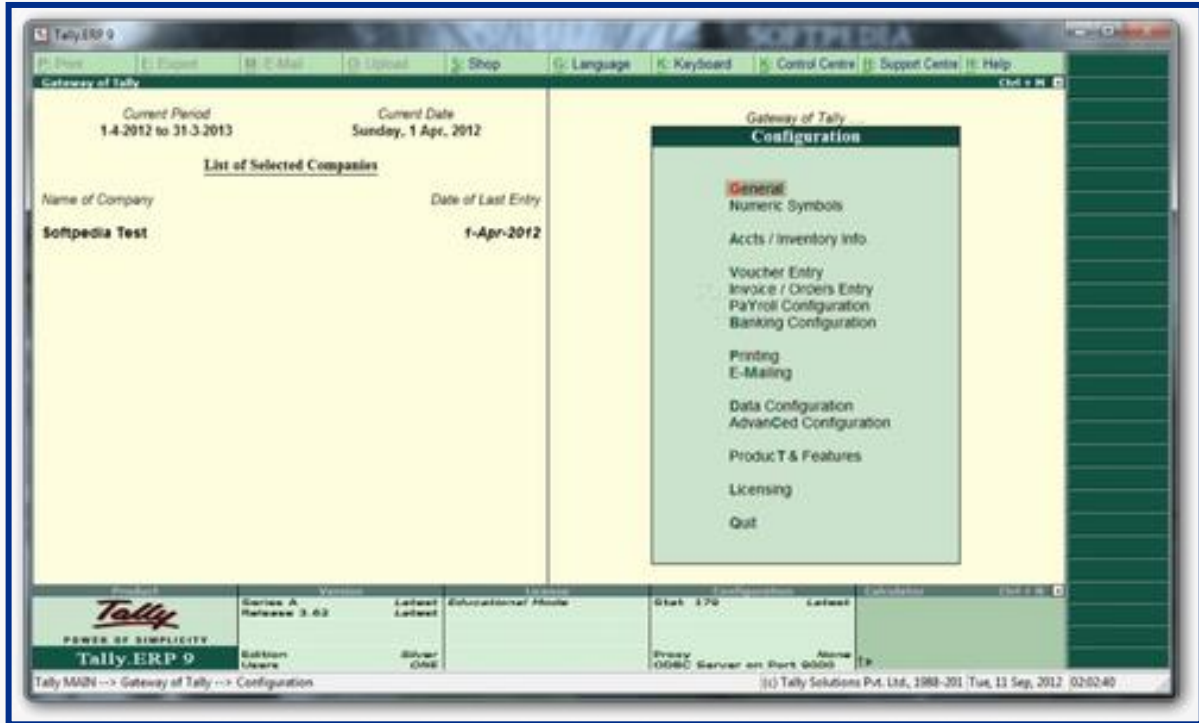 Tally.ERP 9
SOFTPEDIA
P: Print E: Export M: E-Mail O: Upload S: Shop G: Language K: Keyboard K: Control Centre H: Support Centre H: Help
Gateway of Tally Ctrl + M
Current Period Current Date
1-4-2012 to 31-3-2013 Sunday, 1 Apr, 2012
List of Selected Companies
Name of Company Date of Last Entry
Softpedia Test 1-Apr-2012
Gateway of Tally ...
Configuration
General
Numeric Symbols
Accts / Inventory Info.
Voucher Entry
Invoice / Orders Entry
PaYroll Configuration
Banking Configuration
Printing
E-Mailing
Data Configuration
AdvanCed Configuration
ProducT & Features
Licensing
Quit
Product Version License Configuration Calculator Ctrl + N
Tally
POWER OF SIMPLICITY
Tally.ERP 9
Series A Latest
Release 3.62 Latest
Edition Silver
Users ONE
Educational Mode
Stat 179 Latest
Proxy None
ODBC Server on Port 9000
1>
Tally MAIN --> Gateway of Tally --> Configuration (c) Tally Solutions Pvt. Ltd., 1988-201 Tue, 11 Sep, 2012 02:02:40